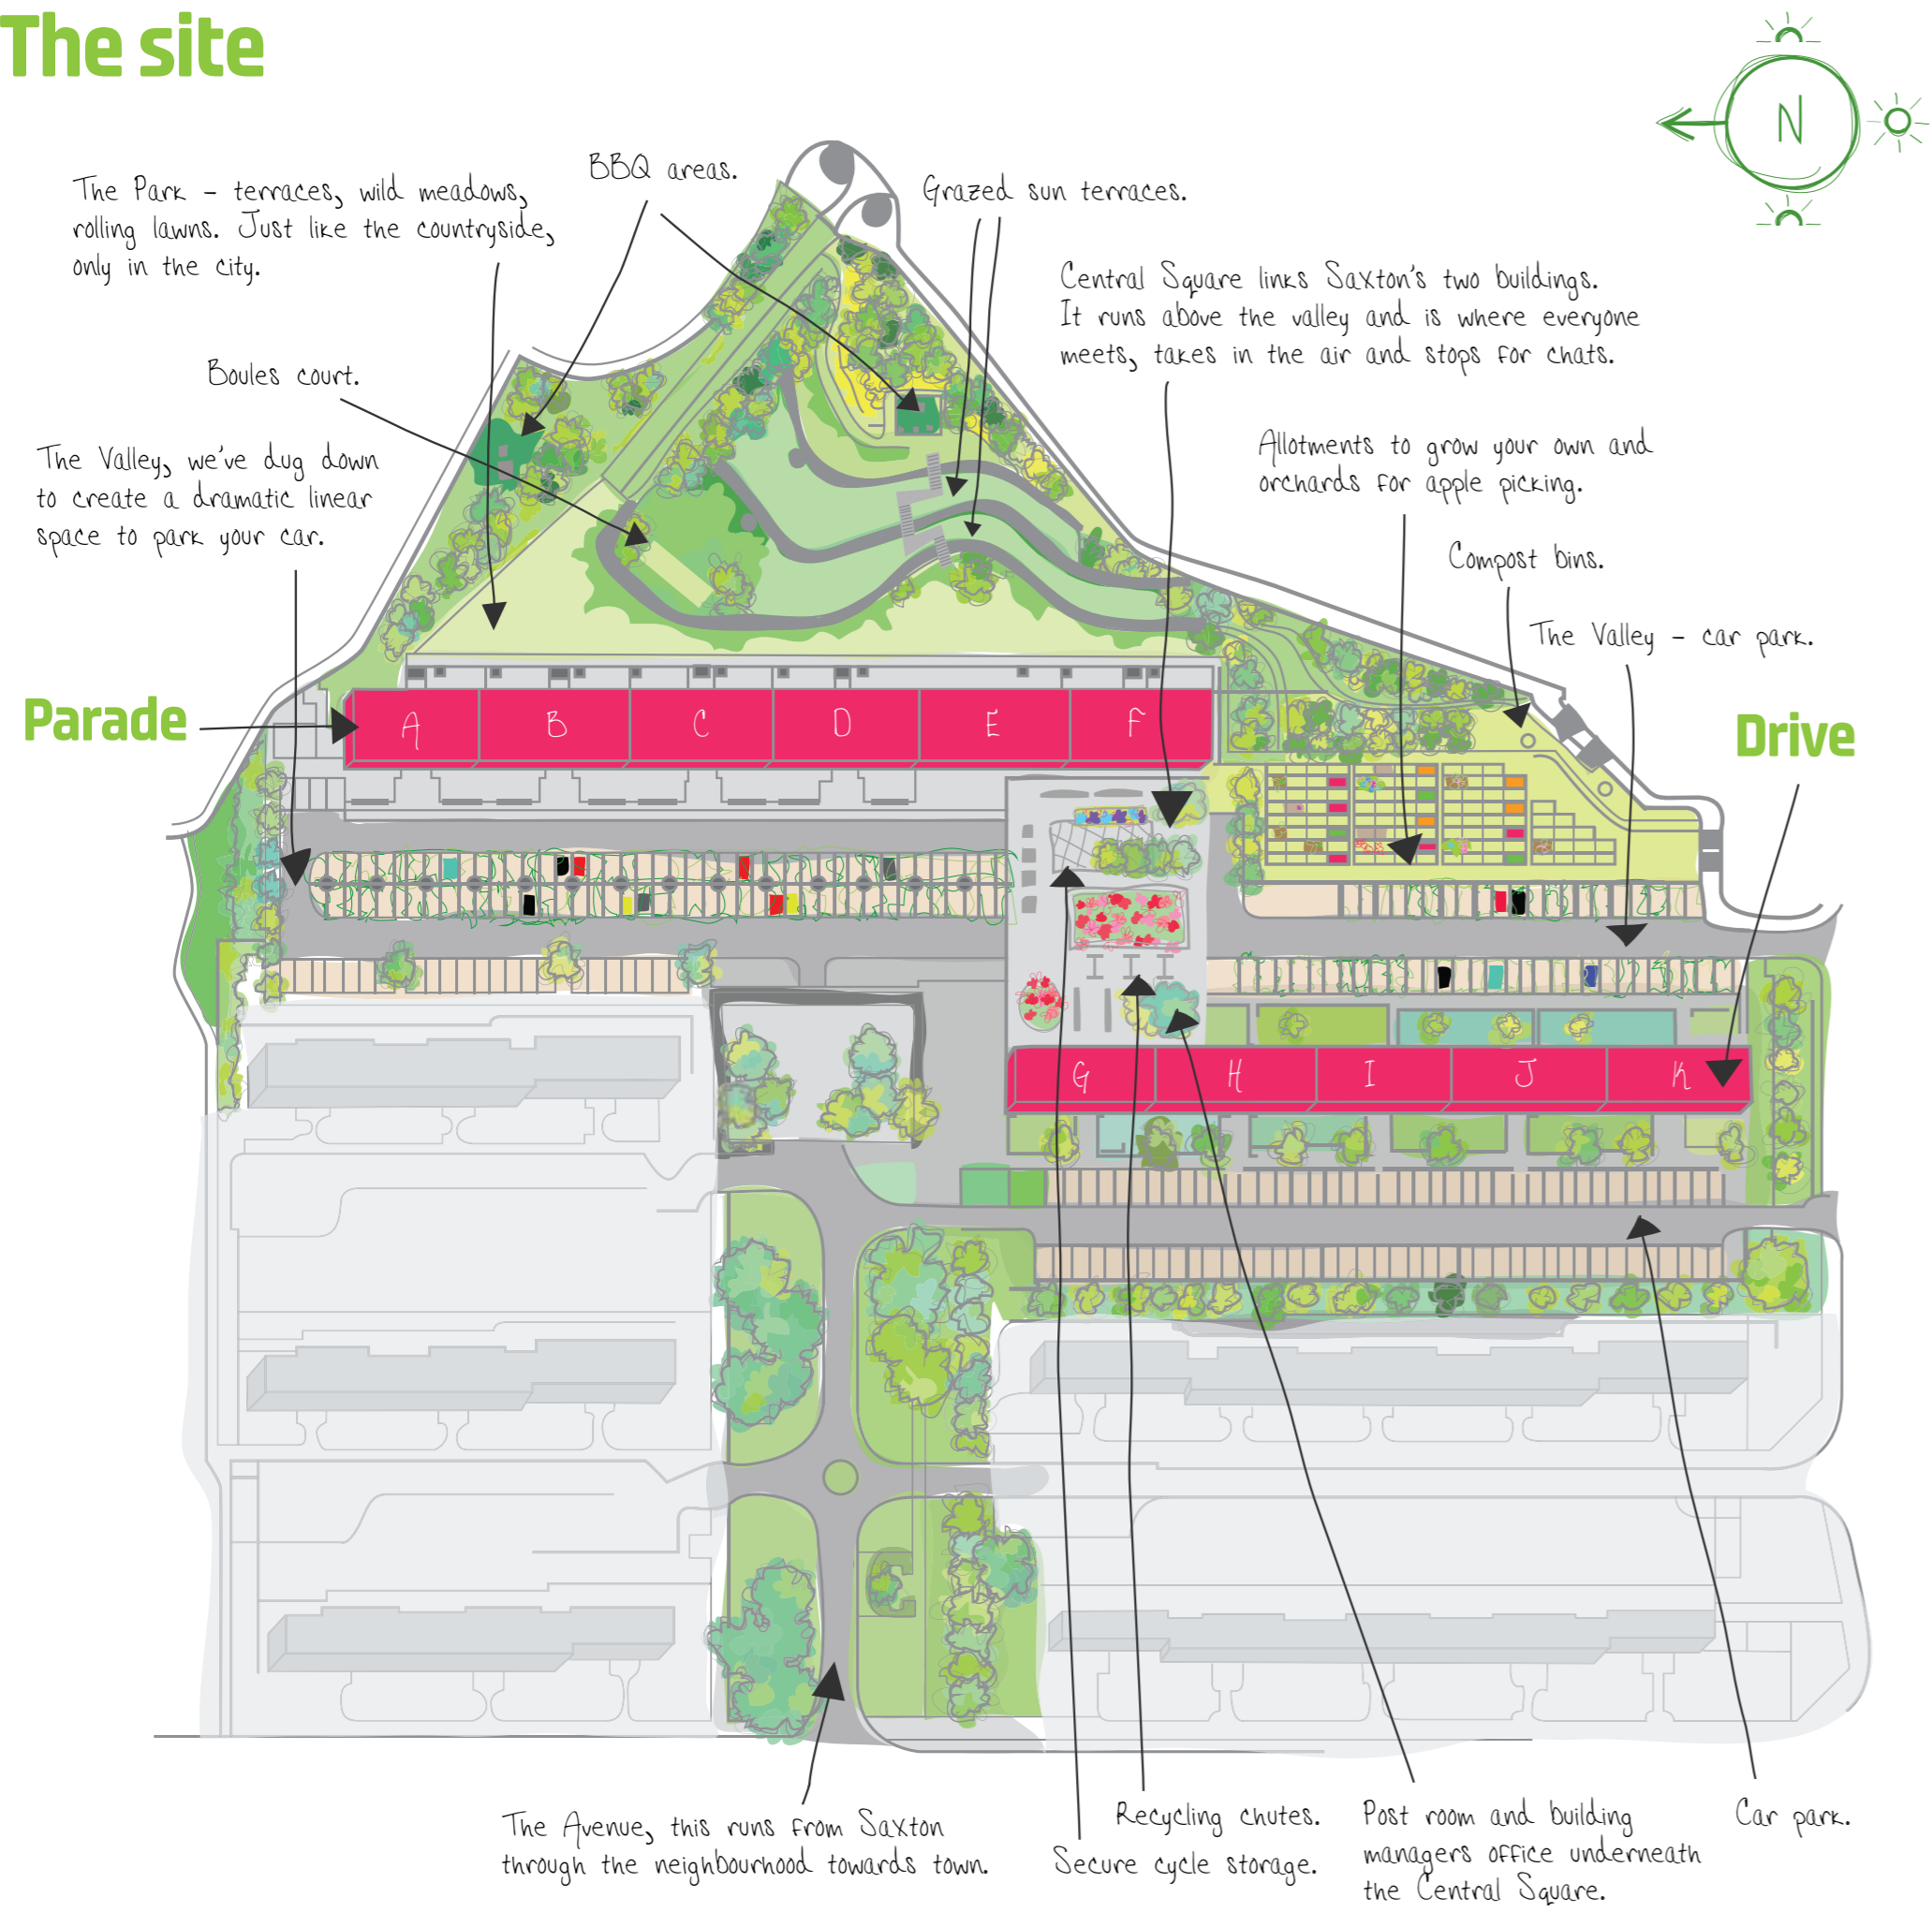 The site
N
BBQ areas.
The Park – terraces, wild meadows,
rolling lawns. Just like the countryside,
only in the city.
Grazed sun terraces.
Central Square links Saxton's two buildings.
It runs above the valley and is where everyone
meets, takes in the air and stops for chats.
Boules court.
Allotments to grow your own and
orchards for apple picking.
The Valley, we've dug down
to create a dramatic linear
space to park your car.
Compost bins.
The Valley – car park.
Parade
A B C D E F
Drive
G H I J K
The Avenue, this runs from Saxton
through the neighbourhood towards town.
Recycling chutes.
Secure cycle storage.
Post room and building
managers office underneath
the Central Square.
Car park.